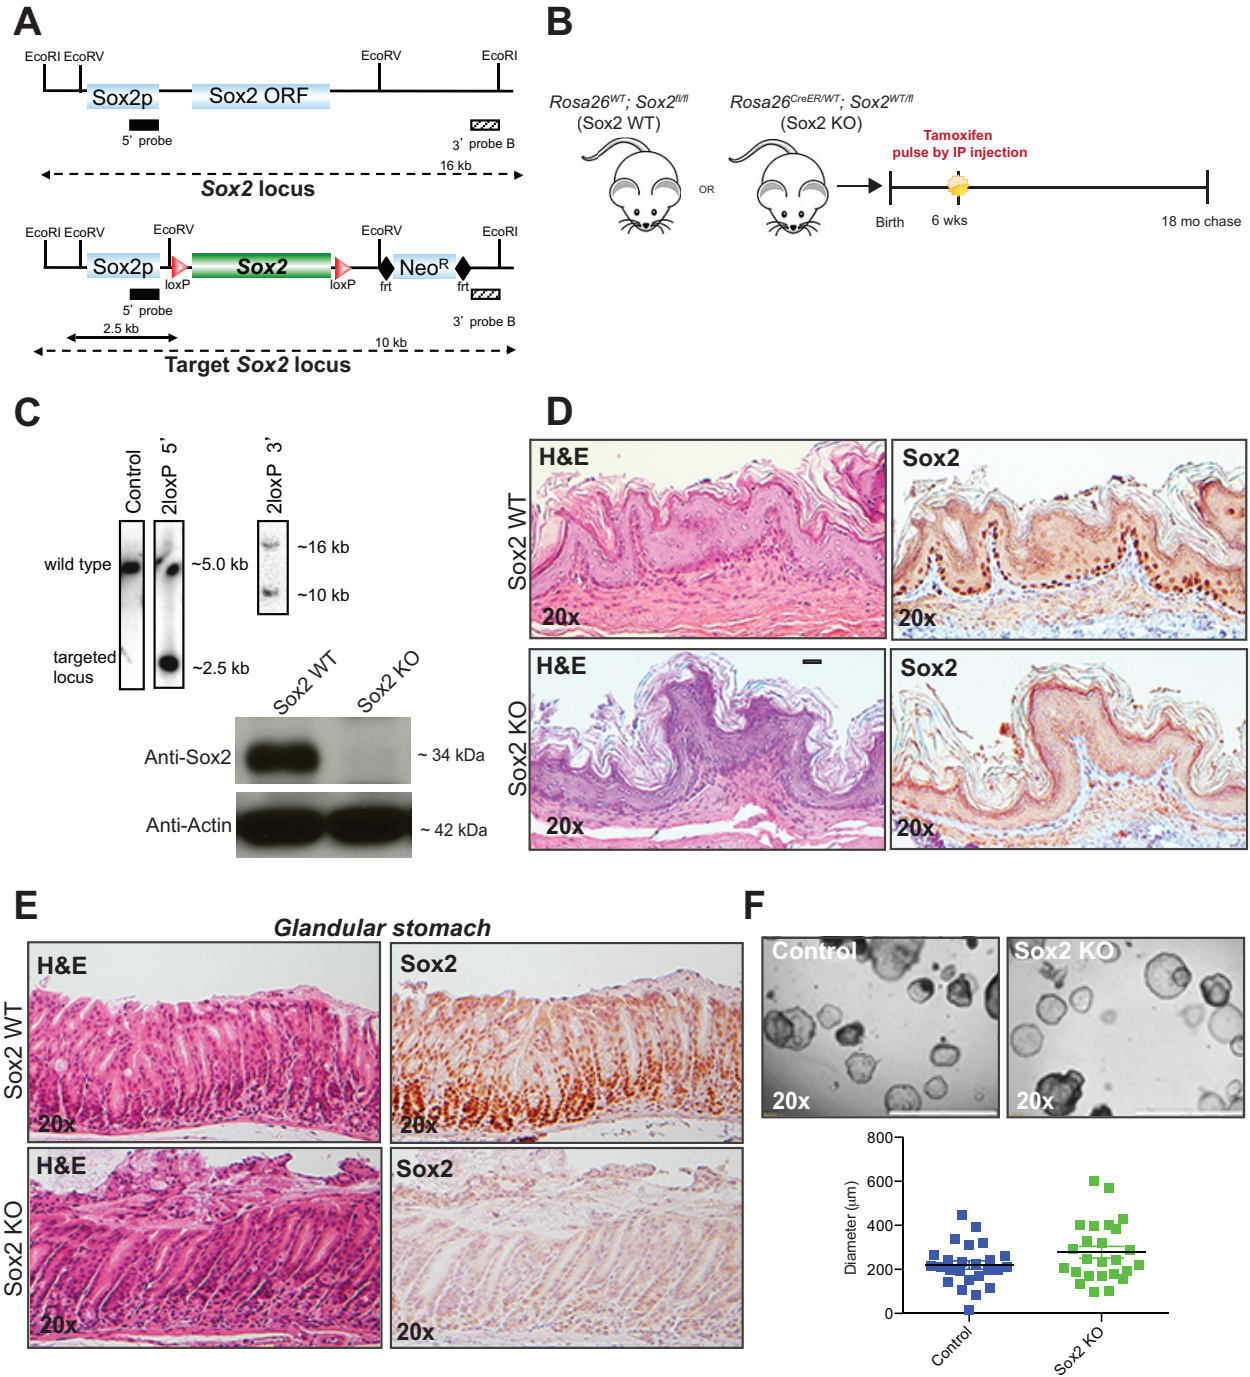 A
EcoRI EcoRV EcoRV EcoRI
Sox2p Sox2 ORF
5' probe 3' probe B
16 kb
Sox2 locus
EcoRI EcoRV EcoRV EcoRV EcoRI
Sox2p Sox2 NeoR
loxP loxP frt frt
5' probe 3' probe B
2.5 kb
10 kb
Target Sox2 locus
B
Rosa26WT; Sox2fl/fl
(Sox2 WT)
OR
Rosa26CreER/WT; Sox2WT/fl
(Sox2 KO)
Tamoxifen
pulse by IP injection
Birth 6 wks 18 mo chase
C
Control
2loxP 5'
2loxP 3'
wild type ~5.0 kb
targeted
locus
~2.5 kb
~16 kb
~10 kb
Sox2 WT Sox2 KO
Anti-Sox2 ~ 34 kDa
Anti-Actin ~ 42 kDa
D
Sox2 WT
H&E Sox2
20x 20x
Sox2 KO
H&E Sox2
20x 20x
E
Glandular stomach
Sox2 WT
H&E Sox2
20x 20x
Sox2 KO
H&E Sox2
20x 20x
F
Control Sox2 KO
20x 20x
Diameter (µm)
800
600
400
200
0
Control Sox2 KO